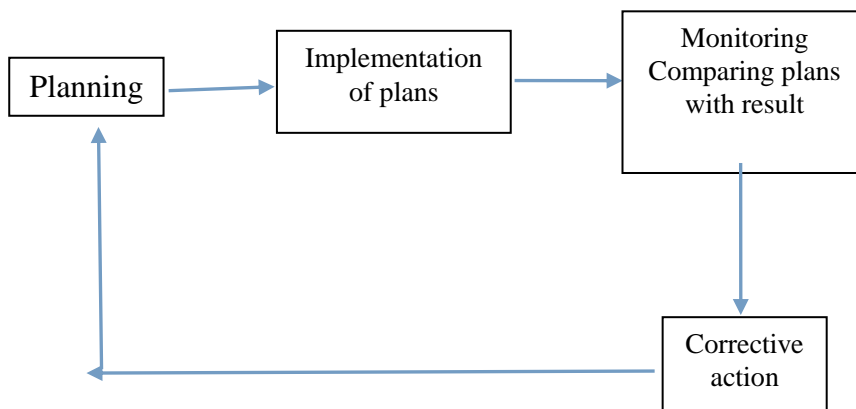 Planning
Implementation
of plans
Monitoring
Comparing plans
with result
Corrective
action